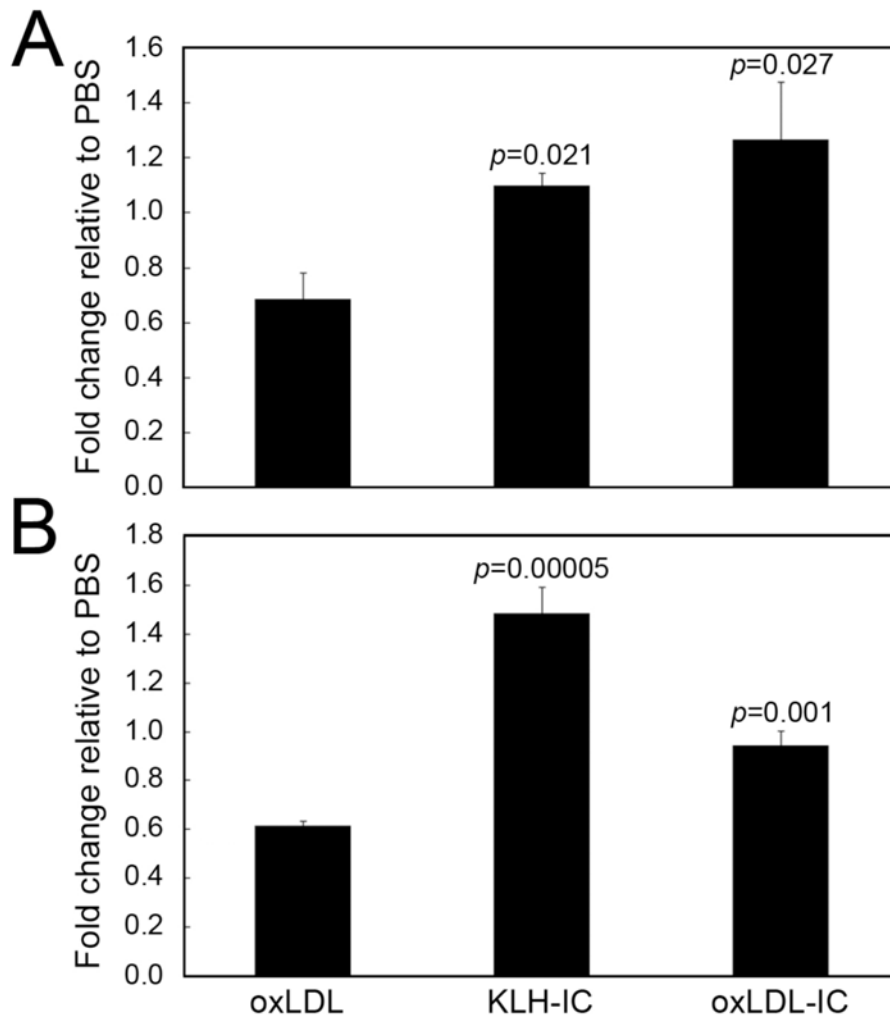 A
Fold change relative to PBS
1.6
1.4
1.2
1.0
0.8
0.6
0.4
0.2
0.0
p=0.021
p=0.027
B
Fold change relative to PBS
1.8
1.6
1.4
1.2
1.0
0.8
0.6
0.4
0.2
0.0
p=0.00005
p=0.001
oxLDL KLH-IC oxLDL-IC